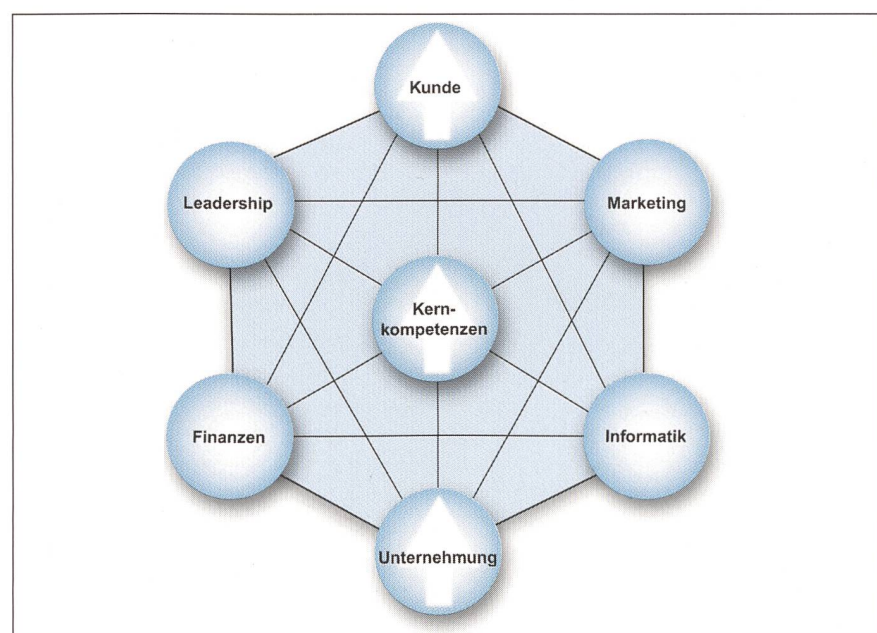 Kunde
Leadership
Marketing
Kern-
kompetenzen
Finanzen
Informatik
Unternehmung